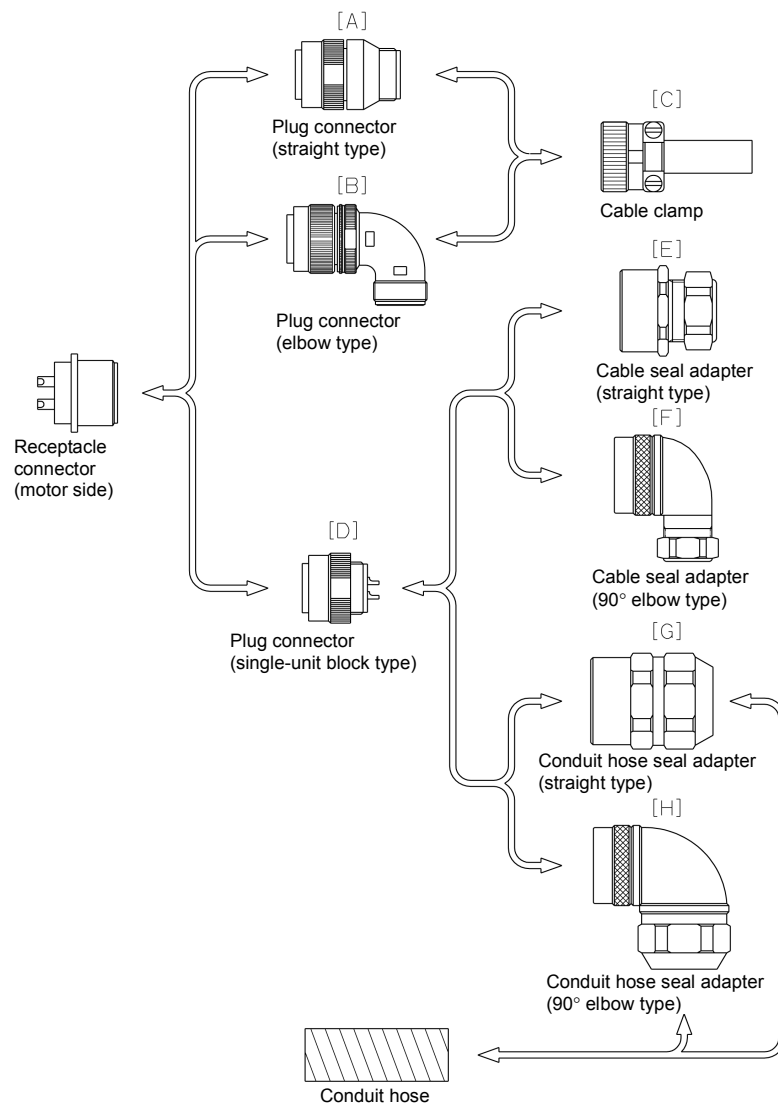 [A]
Plug connector
(straight type)
[B]
Plug connector
(elbow type)
[C]
Cable clamp
[E]
Cable seal adapter
(straight type)
Receptacle
connector
(motor side)
[F]
Cable seal adapter
(90° elbow type)
[D]
Plug connector
(single-unit block type)
[G]
Conduit hose seal adapter
(straight type)
[H]
Conduit hose seal adapter
(90° elbow type)
Conduit hose